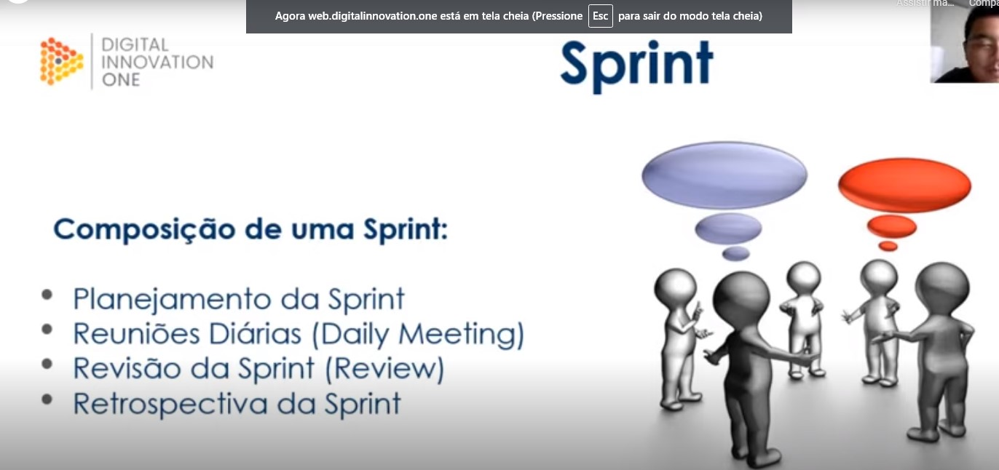 Agora web.digitalinnovation.one está em tela cheia (Pressione Esc para sair do modo tela cheia)
Assistir ma...
Compa
DIGITAL
INNOVATION
ONE
Sprint
Composição de uma Sprint:
• Planejamento da Sprint
• Reuniões Diárias (Daily Meeting)
• Revisão da Sprint (Review)
• Retrospectiva da Sprint